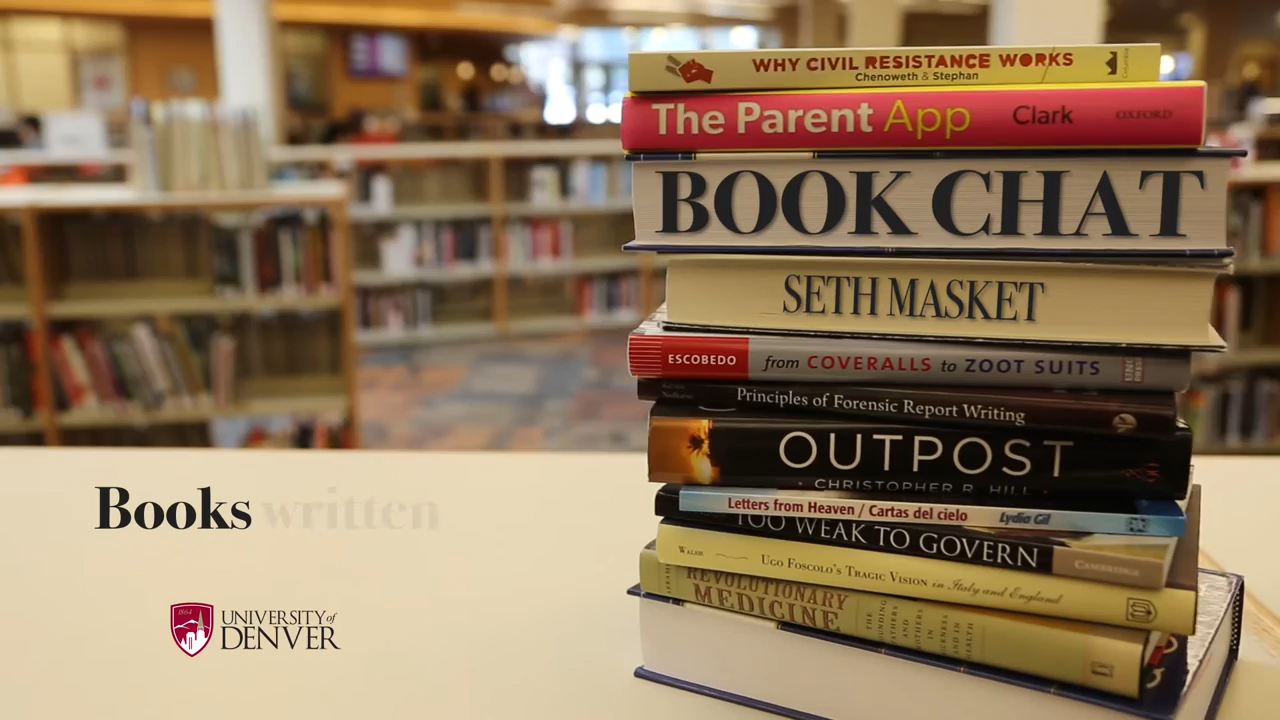 WHY CIVIL RESISTANCE WORKS
Chenoweth & Stephan
Columbia
The Parent App Clark OXFORD
BOOK CHAT
SETH MASKET
ESCOBEDO from COVERALLS to ZOOT SUITS
Principles of Forensic Report Writing
OUTPOST
CHRISTOPHER R. HILL
Letters from Heaven / Cartas del cielo Lydia Gil
TOO WEAK TO GOVERN CAMBRIDGE
WALSH UGO FOSCOLO'S TRAGIC VISION in Italy and England
REVOLUTIONARY
MEDICINE
Books written
1864
UNIVERSITY of
DENVER